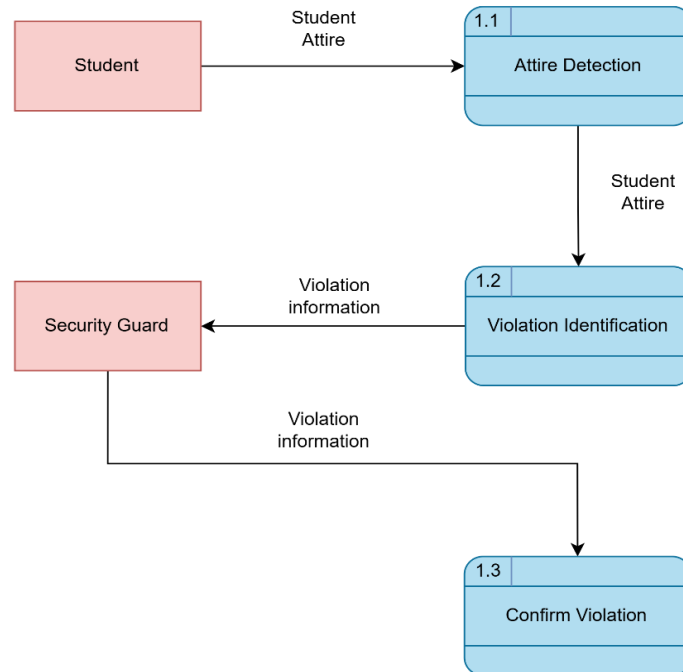 Student
Student
Attire
1.1
Attire Detection
Student
Attire
Security Guard
Violation
information
1.2
Violation Identification
Violation
information
1.3
Confirm Violation